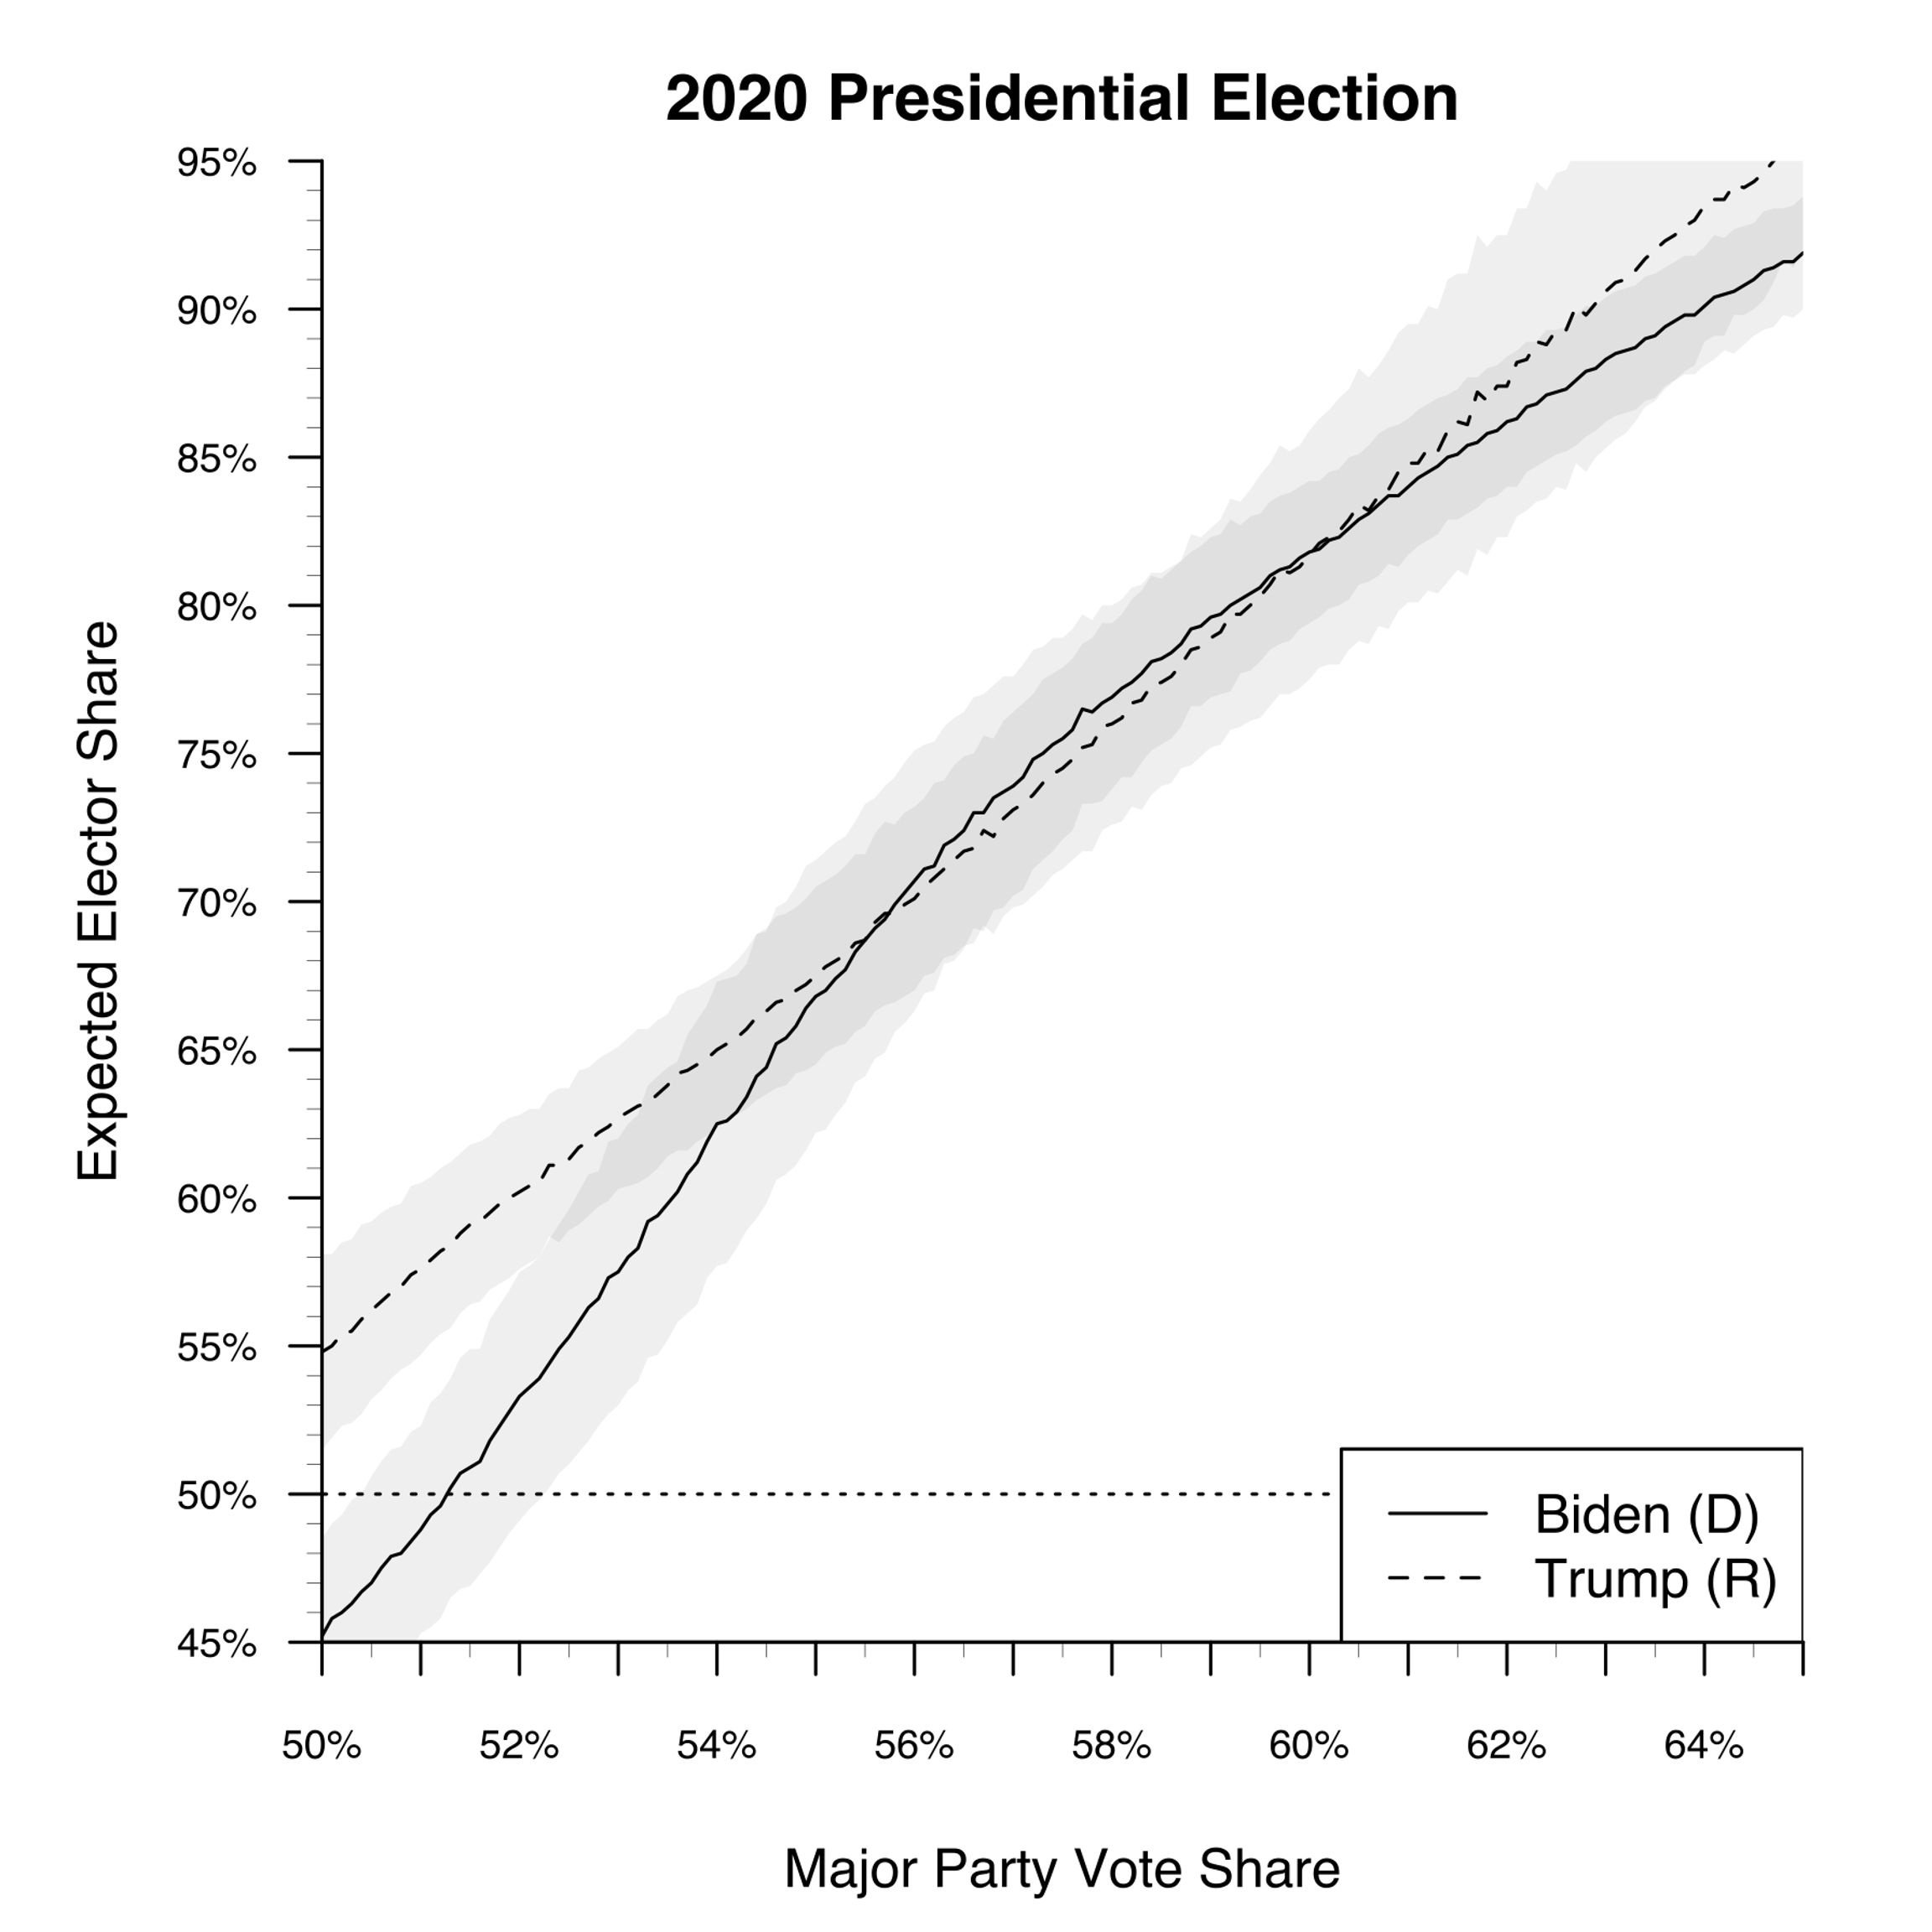 2020 Presidential Election
95%
90%
85%
80%
75%
70%
65%
60%
55%
50%
45%
Expected Elector Share
Biden (D)
Trump (R)
50% 52% 54% 56% 58% 60% 62% 64%
Major Party Vote Share